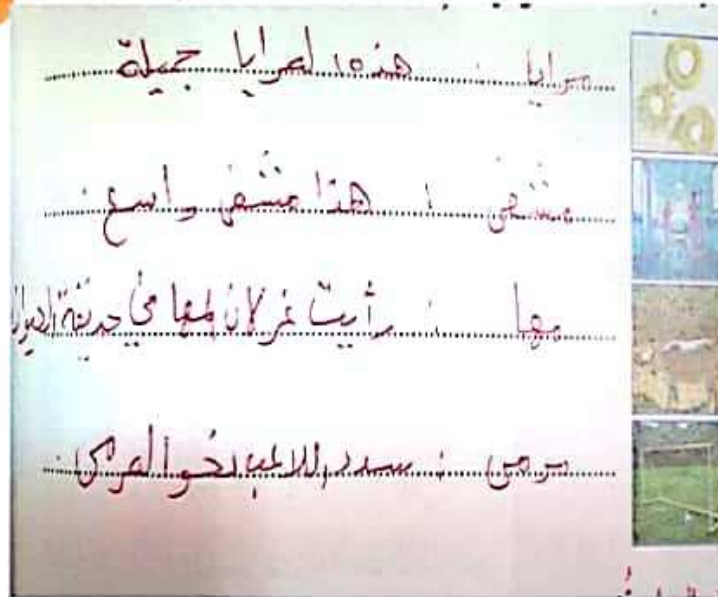 مرايا : هذه المرايا جميلة
مشفى : هذا مشفى واسع .
مها : رأيت غزلان المها في حديقة الحيوان
مرمى : سدد اللاعب نحو المرمى .